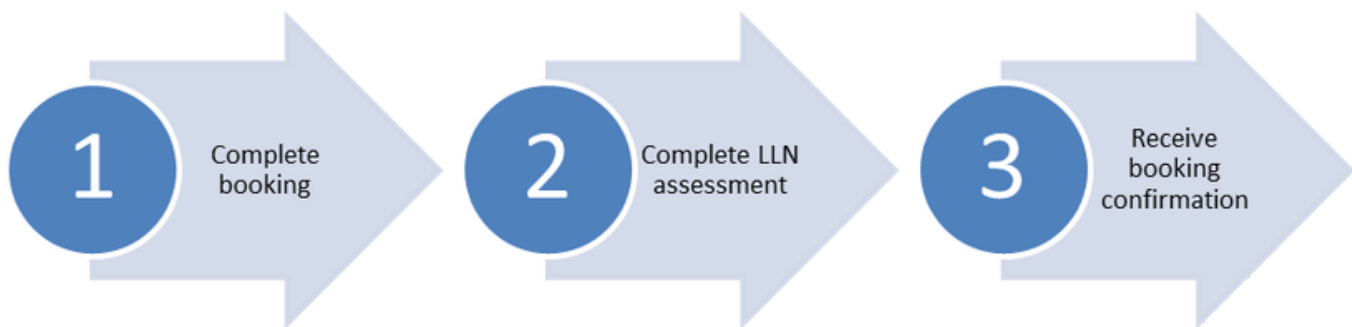 1
Complete
booking
2
Complete LLN
assessment
3
Receive
booking
confirmation